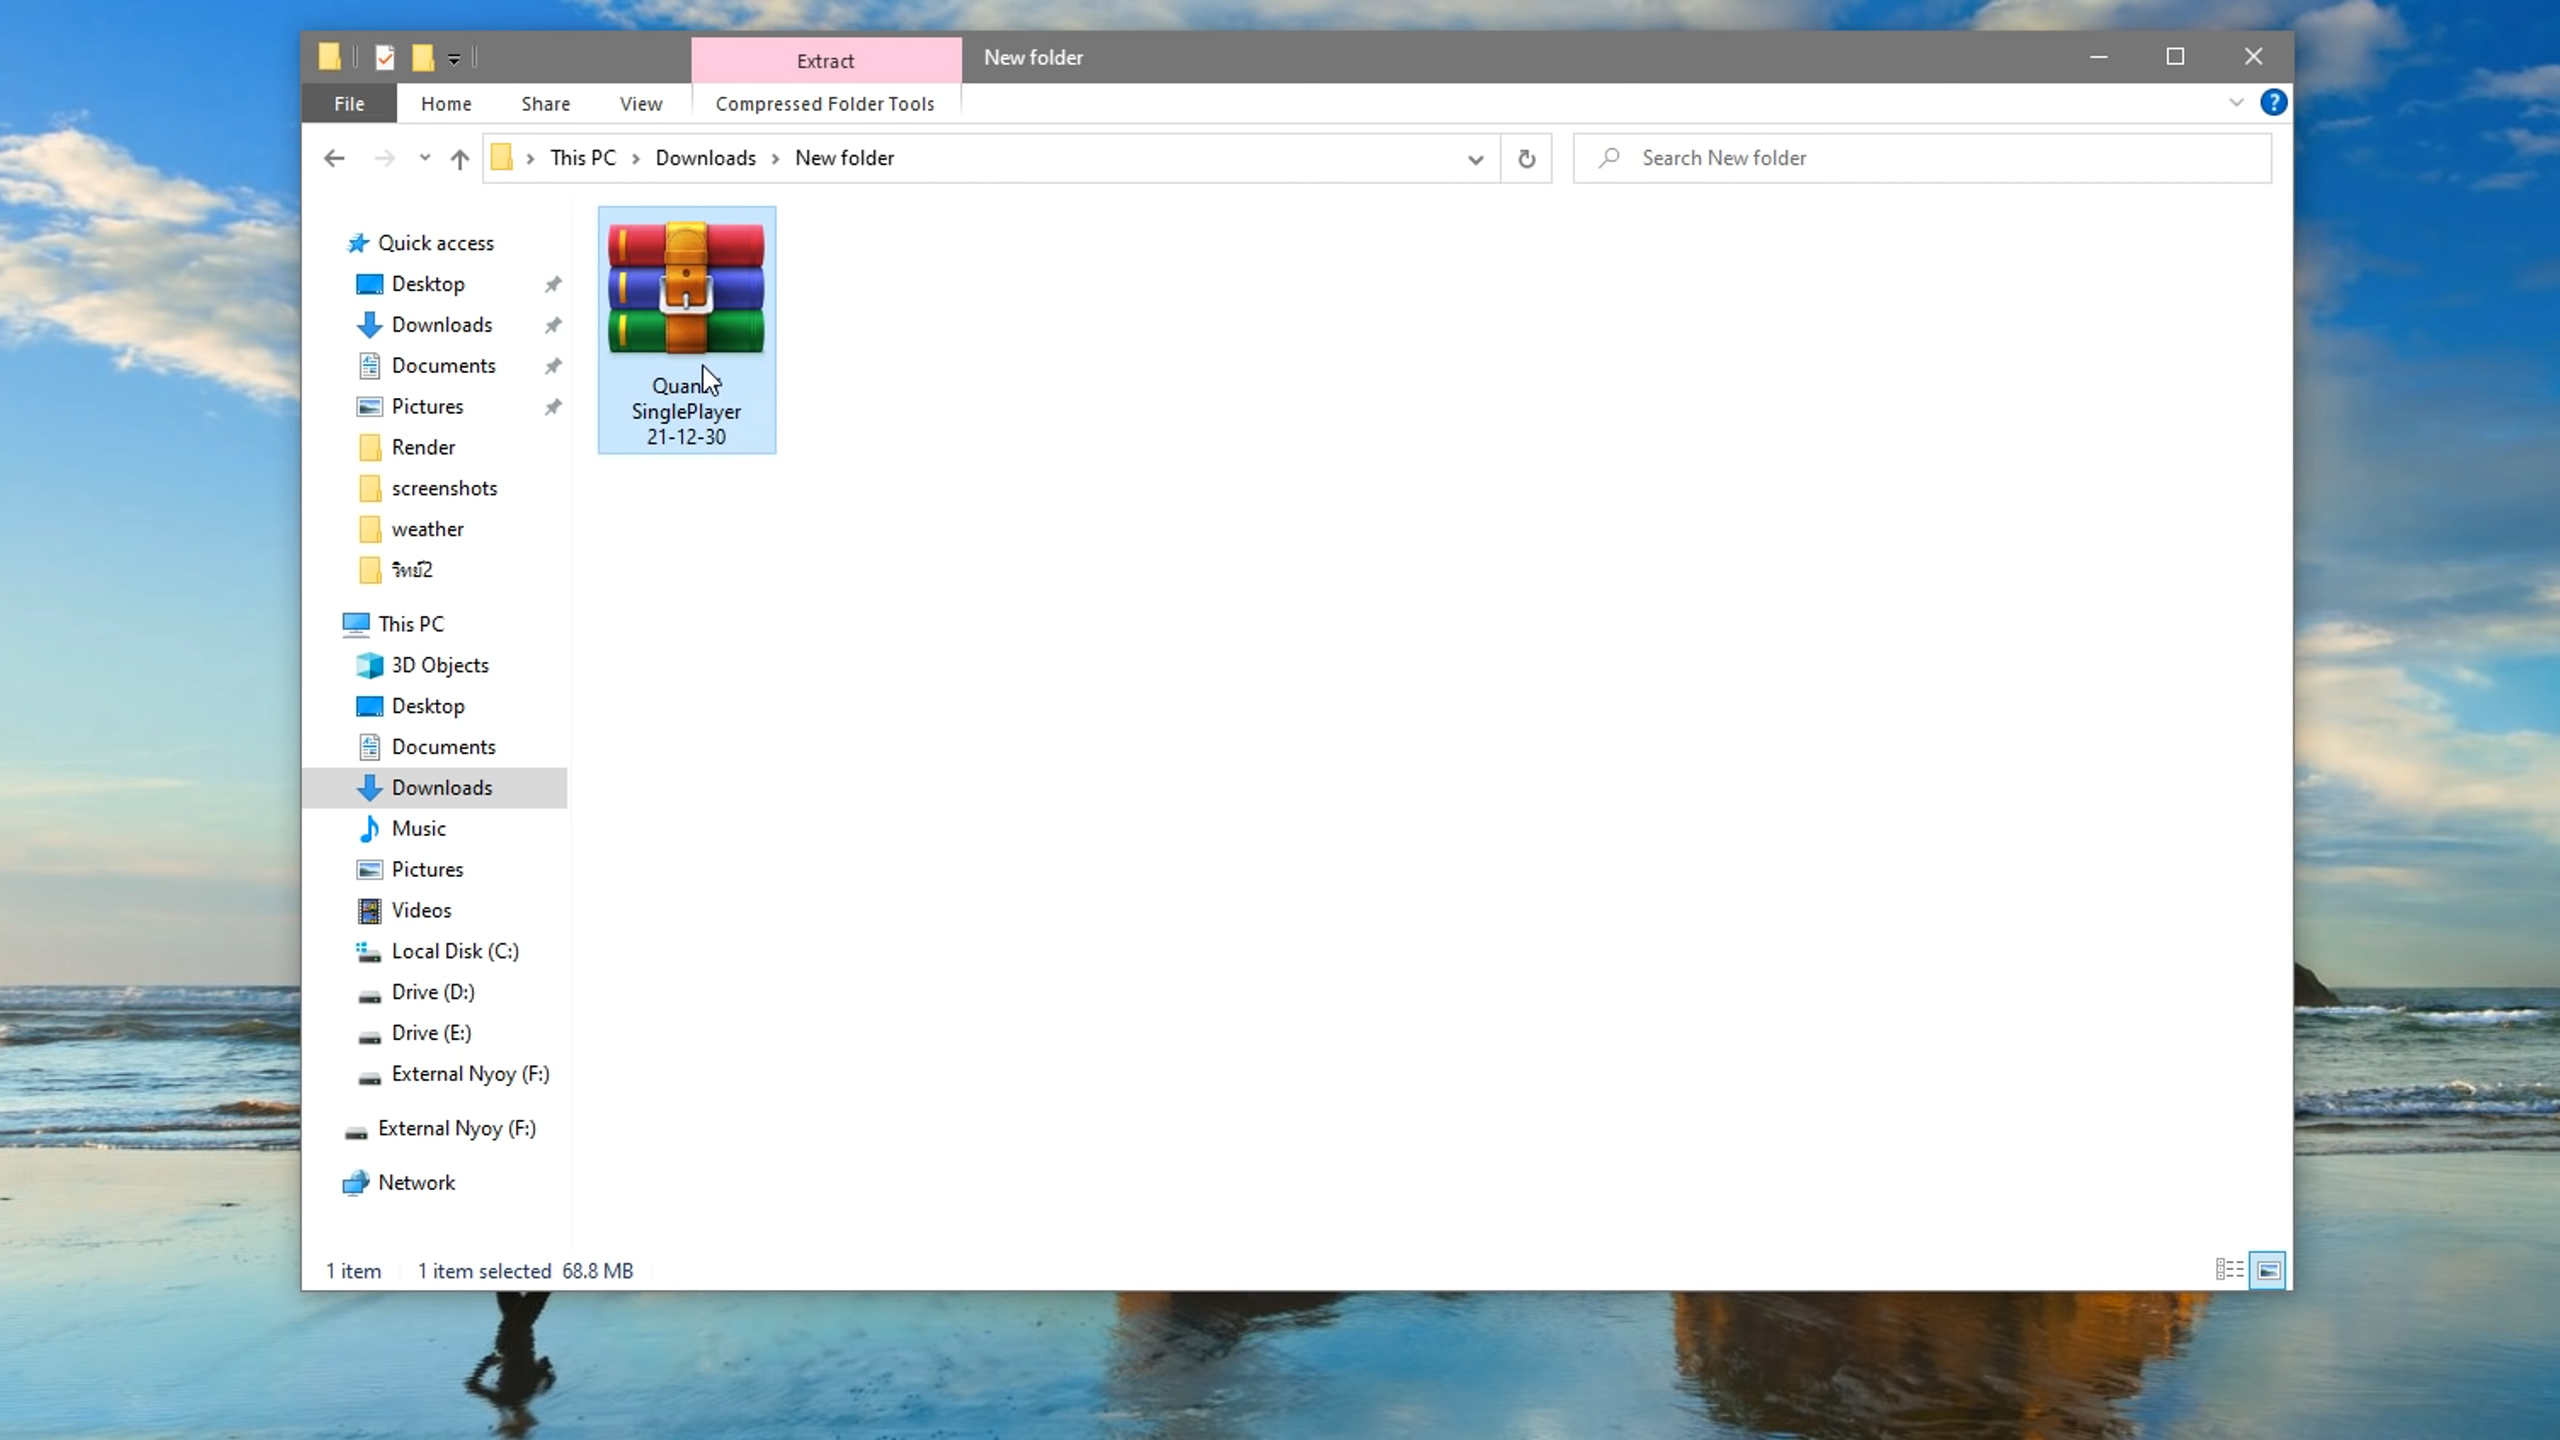 Extract
New folder
File
Home
Share
View
Compressed Folder Tools
This PC
Downloads
New folder
Search New folder
Quick access
Desktop
Downloads
Documents
Pictures
Render
screenshots
weather
วิทย์2
This PC
3D Objects
Desktop
Documents
Downloads
Music
Pictures
Videos
Local Disk (C:)
Drive (D:)
Drive (E:)
External Nyoy (F:)
External Nyoy (F:)
Network
SinglePlayer
21-12-30
1 item
1 item selected 68.8 MB